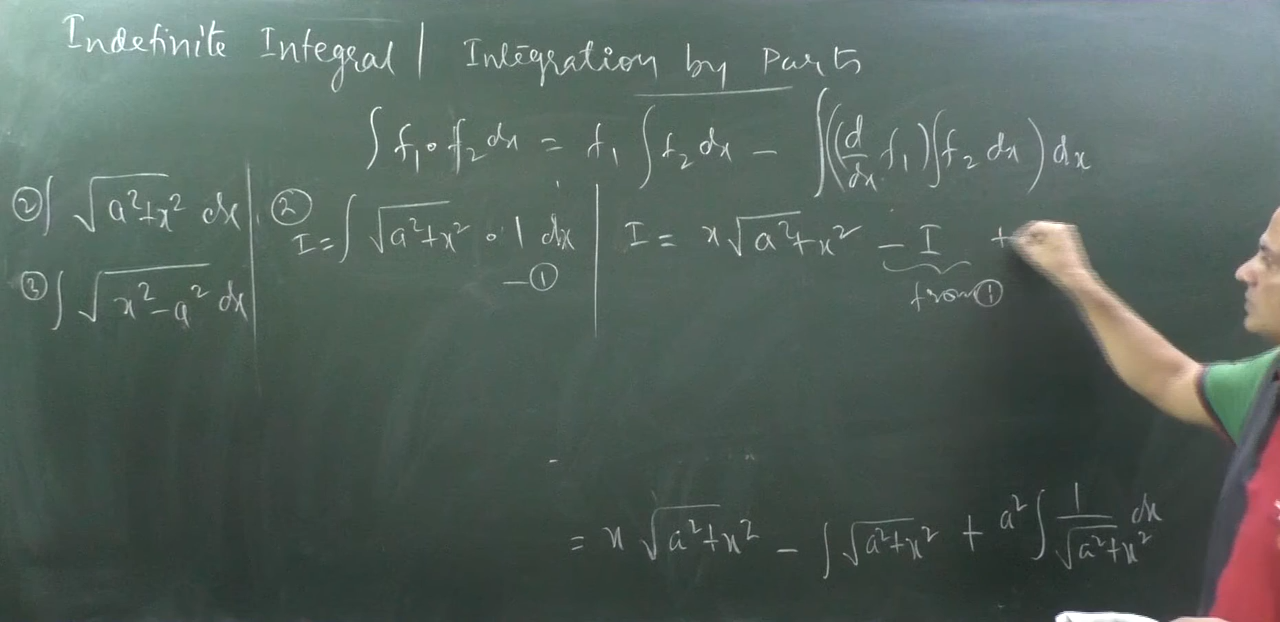 Indefinite Integral | Integration by Parts
∫ f₁ · f₂ dx = f₁ ∫ f₂ dx − ∫((d/dx f₁) ∫ f₂ dx) dx
② ∫ √(a²+x²) dx
③ ∫ √(x²−a²) dx
② I = ∫ √(a²+x²) · 1 dx
−①
I = x√(a²+x²) − I +
from ①
= x √(a²+x²) − ∫ √(a²+x²) + a² ∫ 1/√(a²+x²) dx